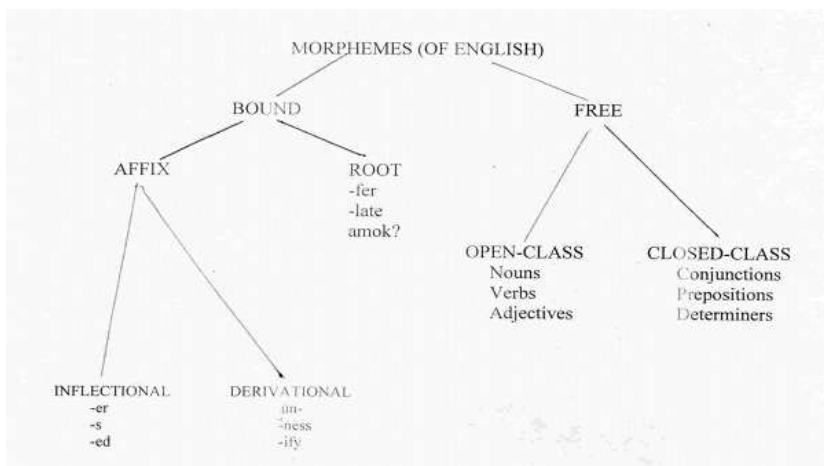 MORPHEMES (OF ENGLISH)
BOUND
FREE
AFFIX
ROOT
-fer
-late
amok?
OPEN-CLASS
Nouns
Verbs
Adjectives
CLOSED-CLASS
Conjunctions
Prepositions
Determiners
INFLECTIONAL
-er
-s
-ed
DERIVATIONAL
un-
-ness
-ify